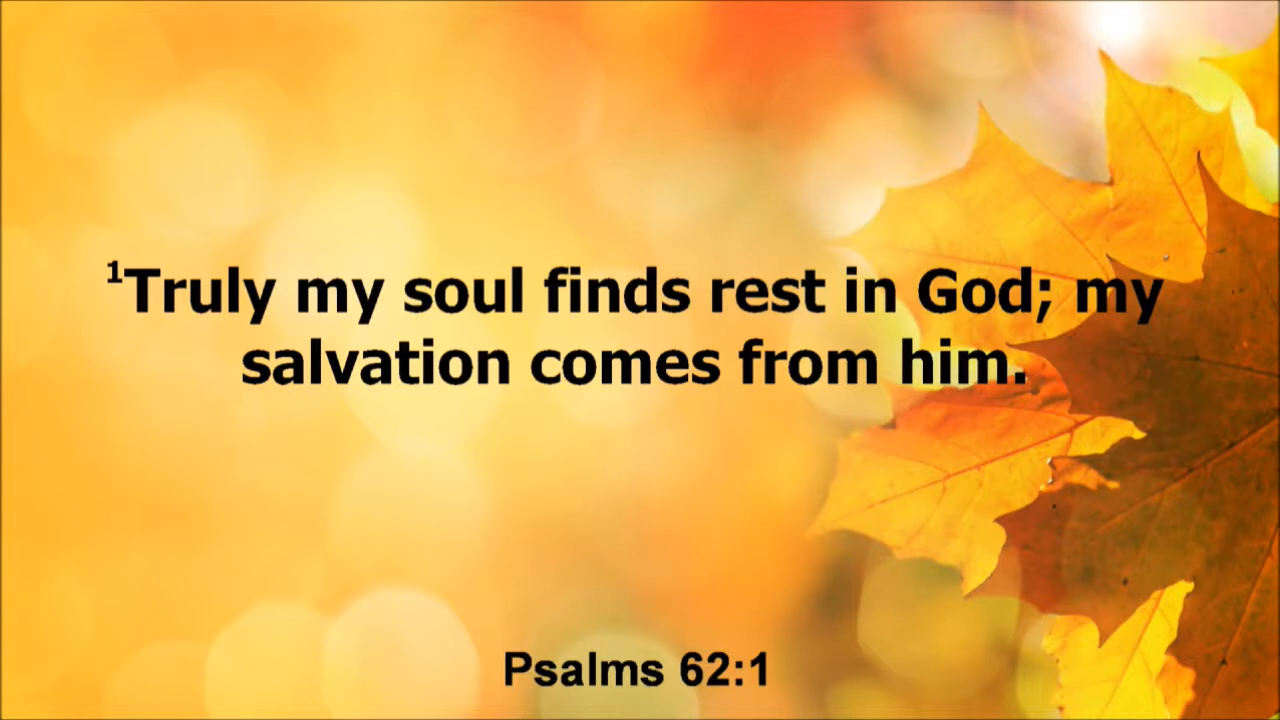 ¹Truly my soul finds rest in God; my
salvation comes from him.
Psalms 62:1